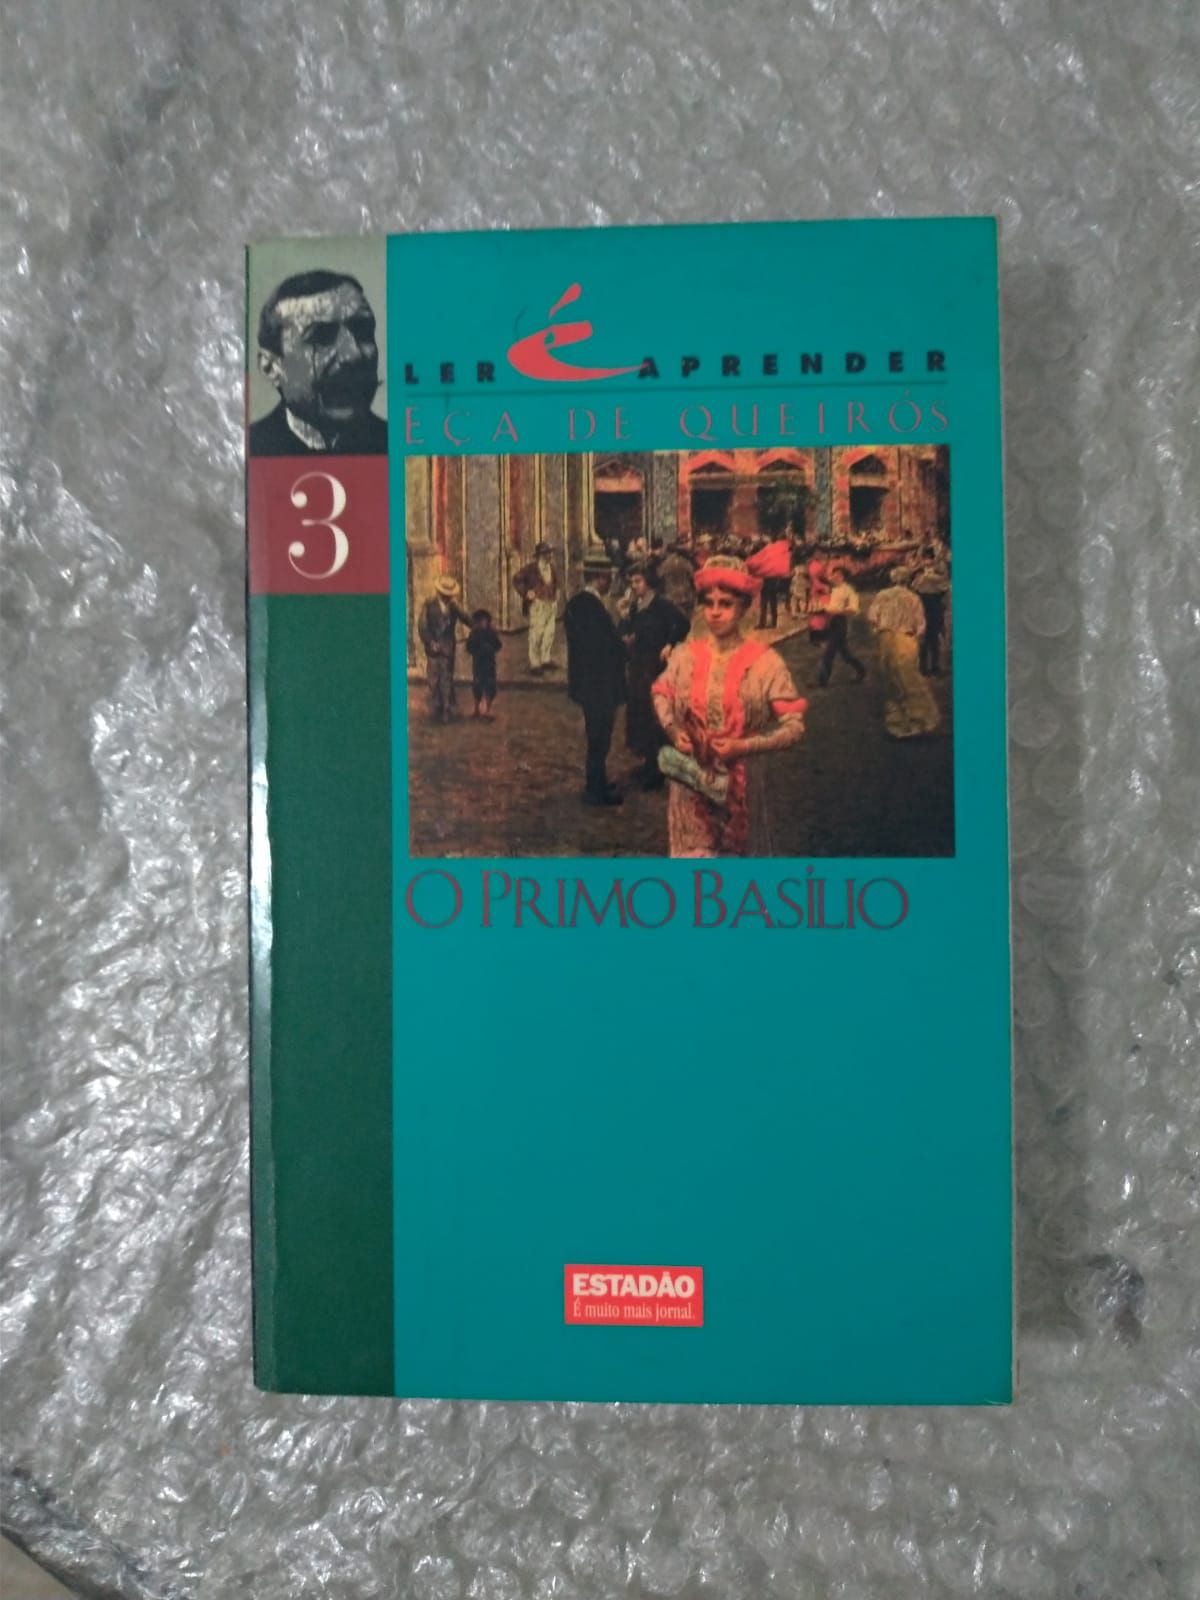 LER É APRENDER
EÇA DE QUEIRÓS
3
O PRIMO BASÍLIO
ESTADÃO
É muito mais jornal.